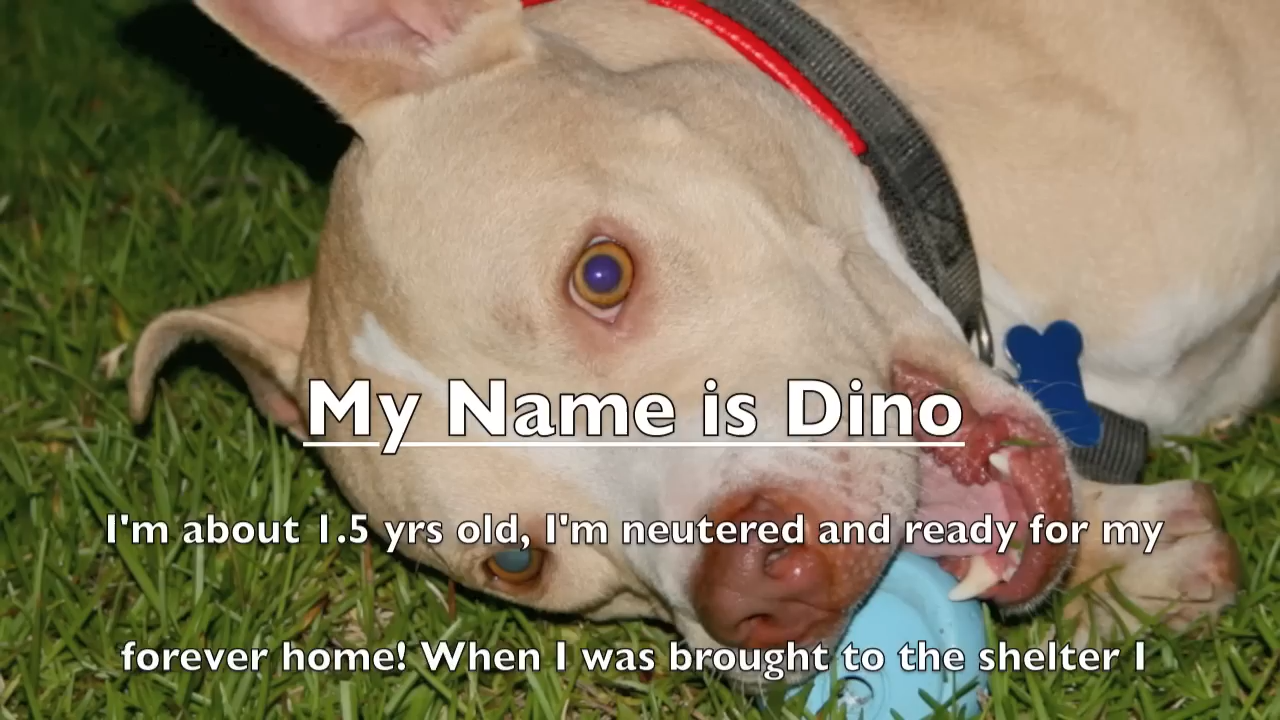 My Name is Dino
I'm about 1.5 yrs old, I'm neutered and ready for my
forever home! When I was brought to the shelter I